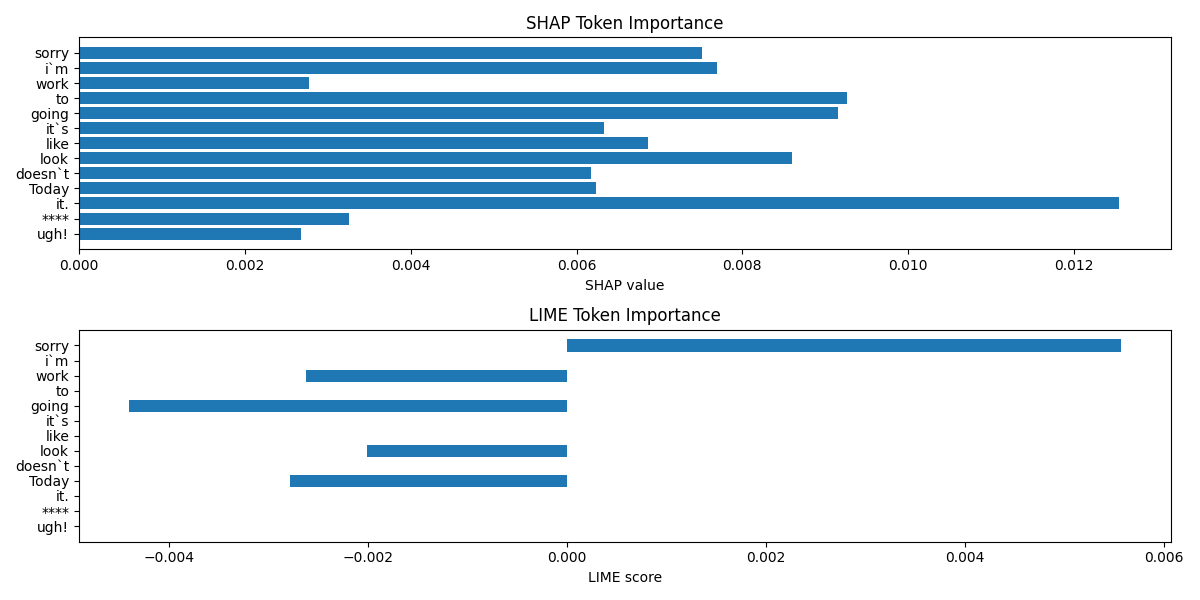 SHAP Token Importance
sorry
i`m
work
to
going
it`s
like
look
doesn`t
Today
it.
****
ugh!
0.000 0.002 0.004 0.006 0.008 0.010 0.012
SHAP value
LIME Token Importance
sorry
i`m
work
to
going
it`s
like
look
doesn`t
Today
it.
****
ugh!
−0.004 −0.002 0.000 0.002 0.004 0.006
LIME score